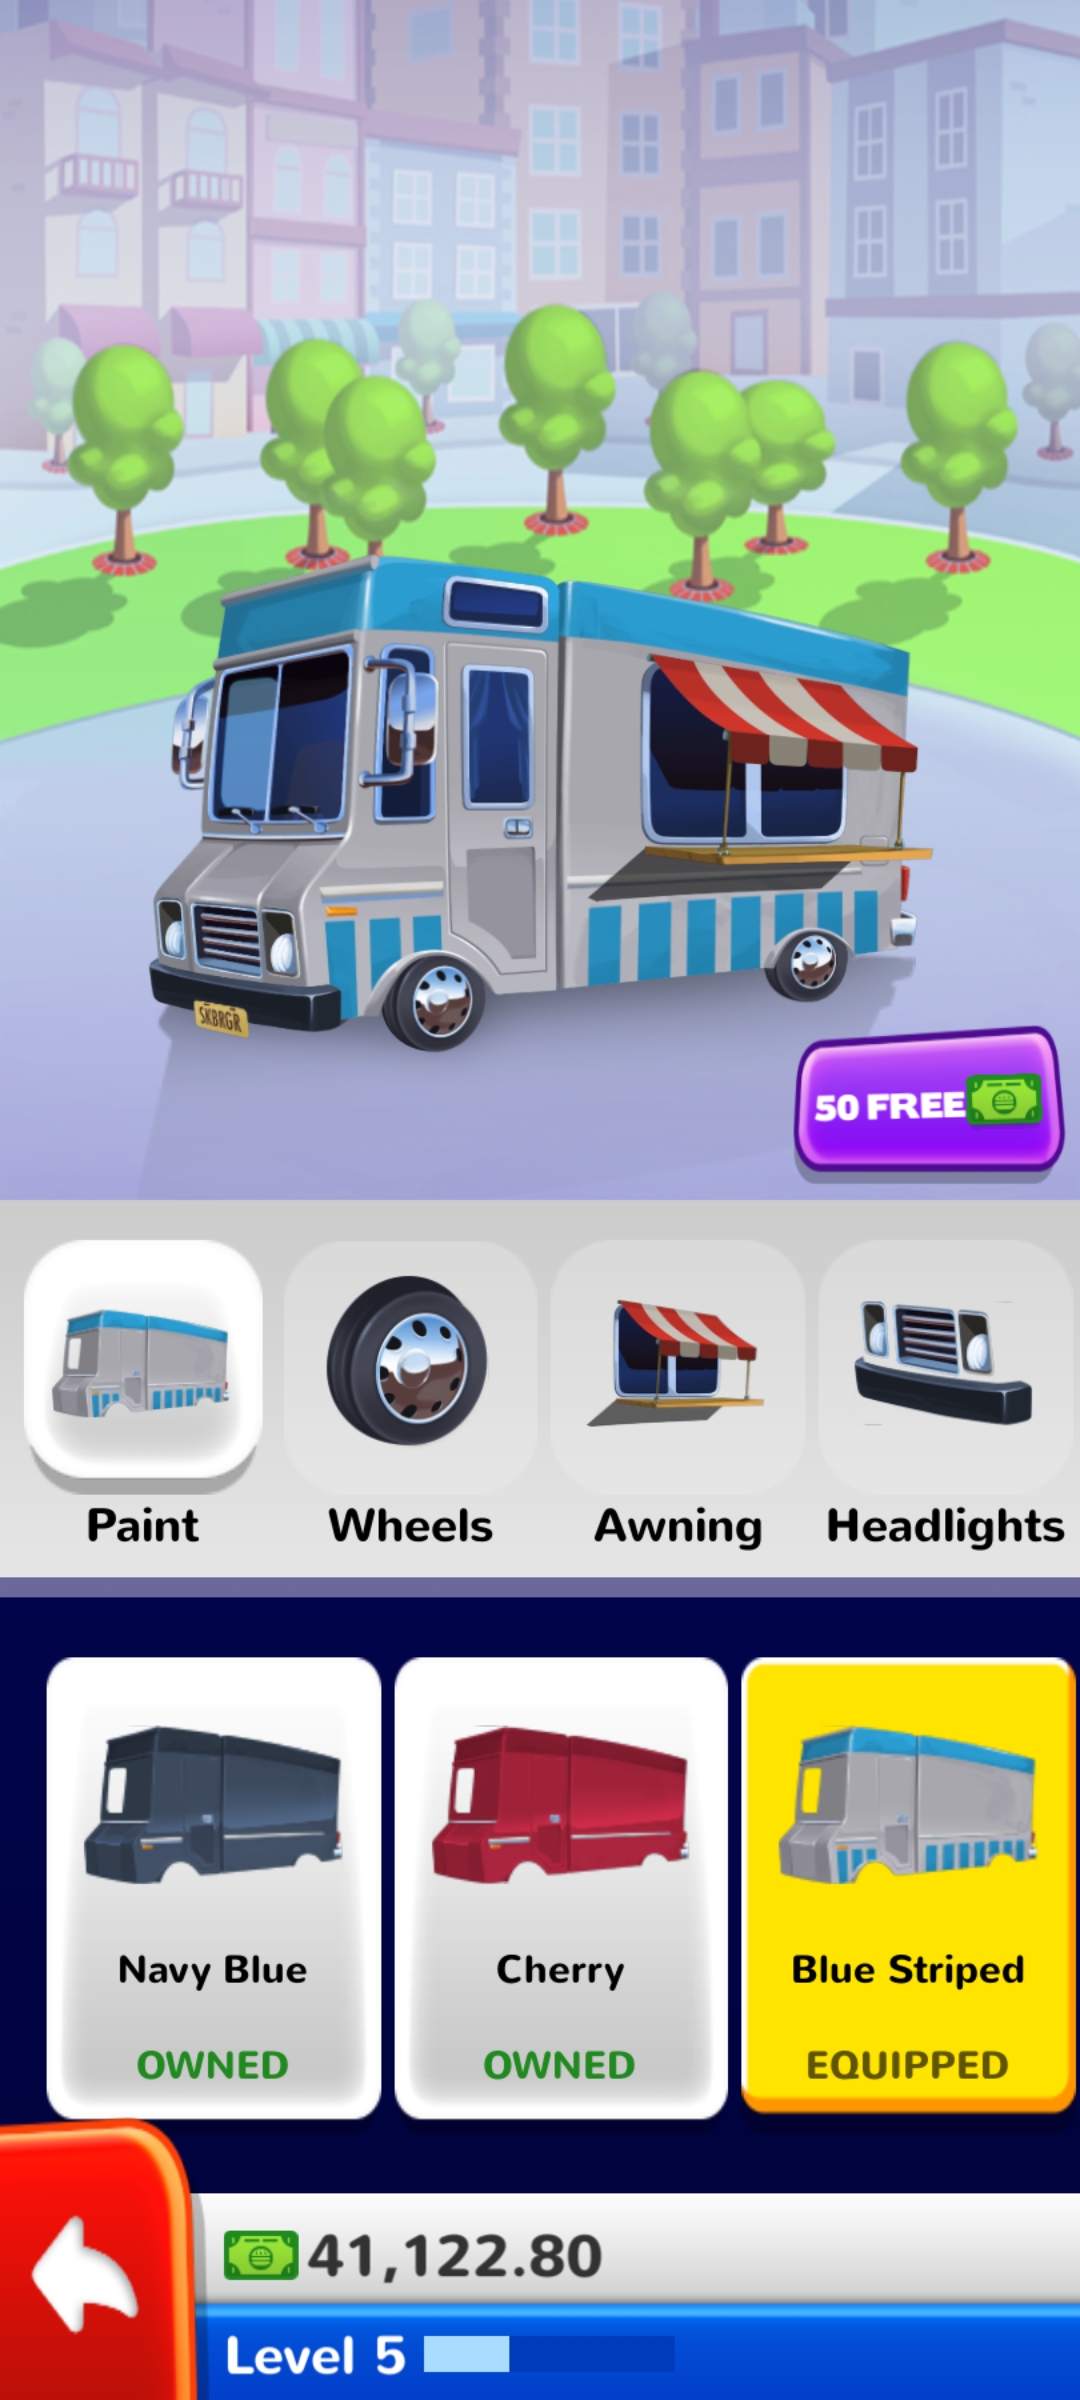 SKBRGR
50 FREE
Paint
Wheels
Awning
Headlights
Navy Blue
Cherry
Blue Striped
OWNED
OWNED
EQUIPPED
41,122.80
Level 5